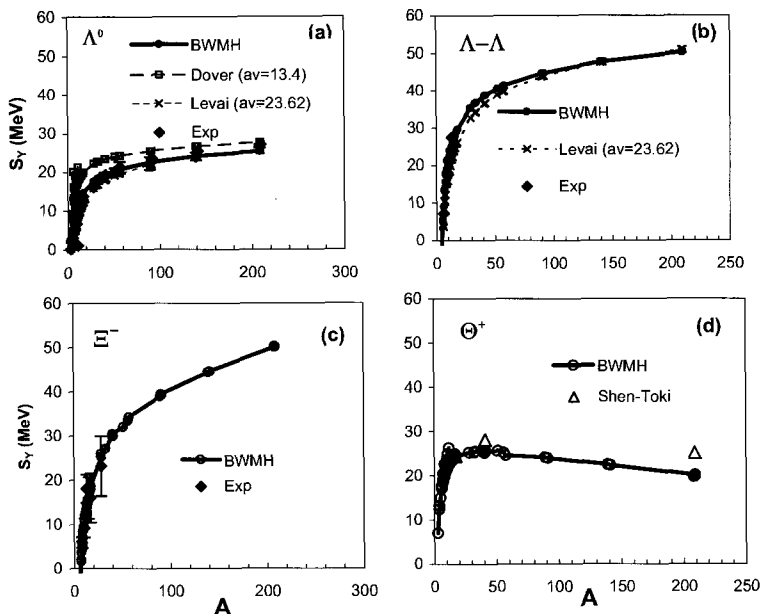 Λ⁰
(a)
BWMH
Dover (av=13.4)
Levai (av=23.62)
Exp
S_Y (MeV)
60
50
40
30
20
10
0
0 100 200 300
Λ–Λ
(b)
BWMH
Levai (av=23.62)
Exp
60
50
40
30
20
10
0
0 50 100 150 200 250
Ξ⁻
(c)
BWMH
Exp
S_Y (MeV)
60
50
40
30
20
10
0
0 100 200 300
A
Θ⁺
(d)
BWMH
Shen-Toki
60
50
40
30
20
10
0
0 50 100 150 200 250
A